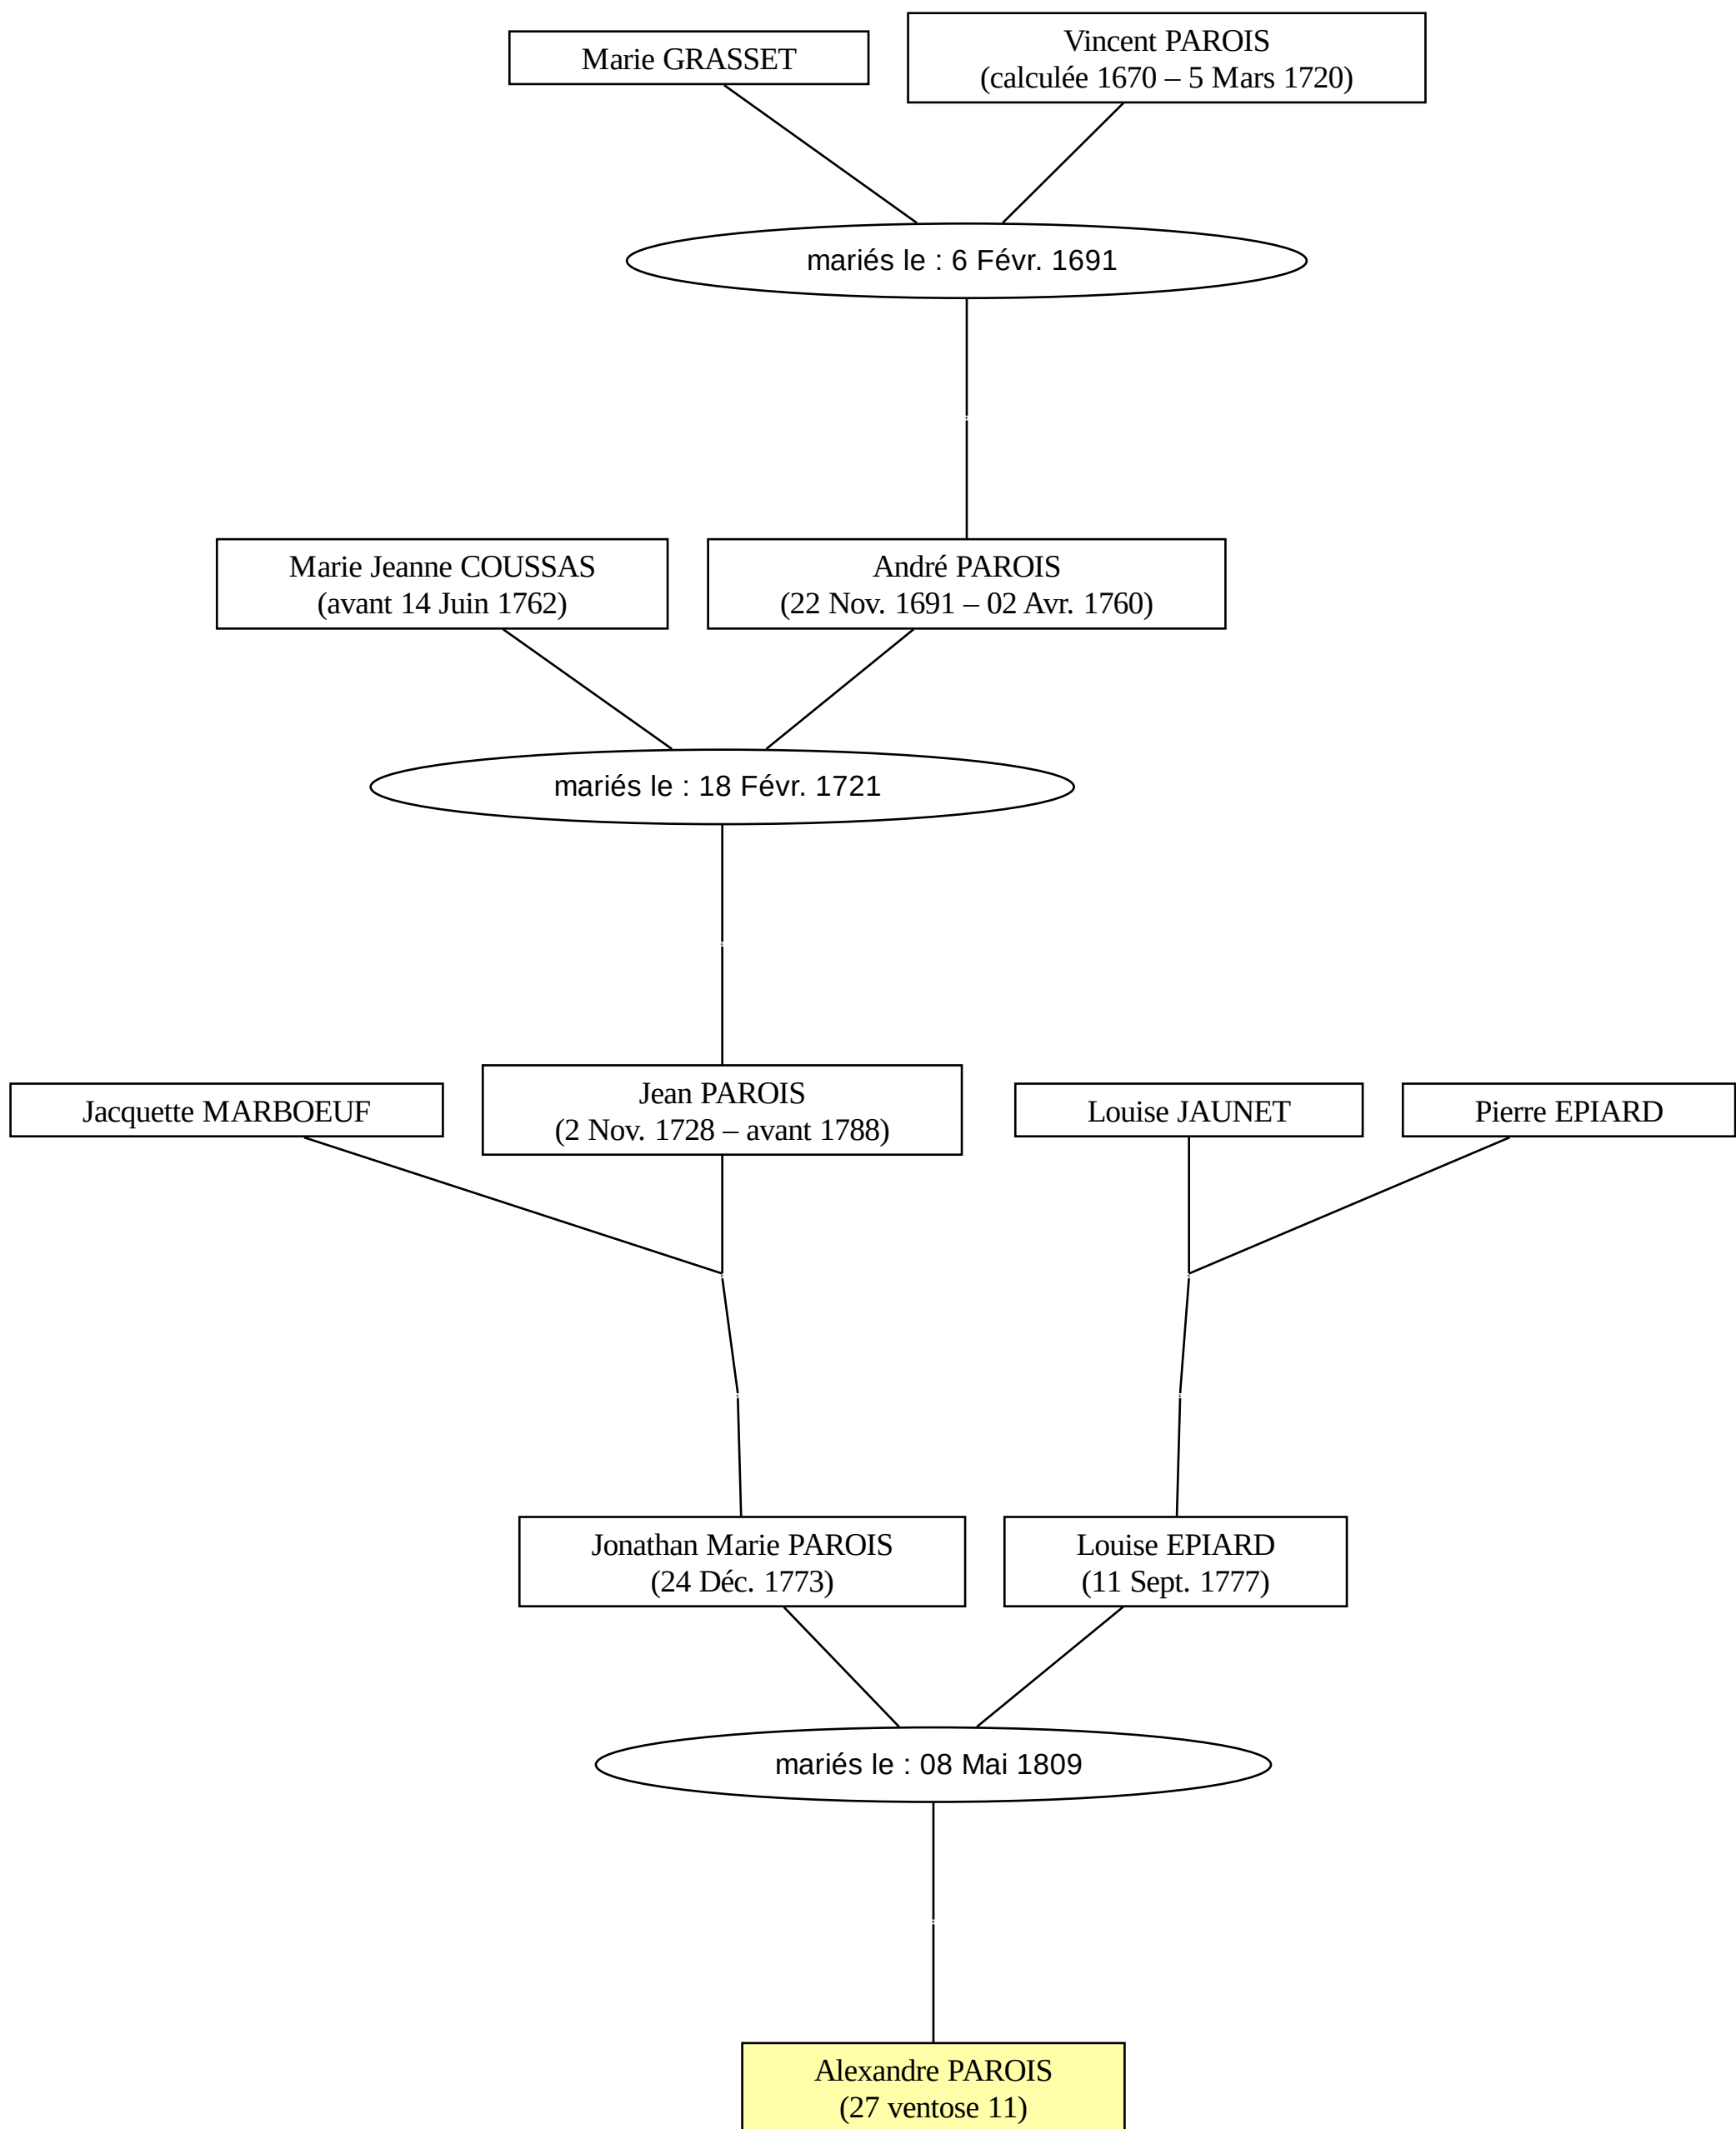 Marie GRASSET
Vincent PAROIS
(calculée 1670 – 5 Mars 1720)
mariés le : 6 Févr. 1691
Marie Jeanne COUSSAS
(avant 14 Juin 1762)
André PAROIS
(22 Nov. 1691 – 02 Avr. 1760)
mariés le : 18 Févr. 1721
Jacquette MARBOEUF
Jean PAROIS
(2 Nov. 1728 – avant 1788)
Louise JAUNET
Pierre EPIARD
Jonathan Marie PAROIS
(24 Déc. 1773)
Louise EPIARD
(11 Sept. 1777)
mariés le : 08 Mai 1809
Alexandre PAROIS
(27 ventose 11)